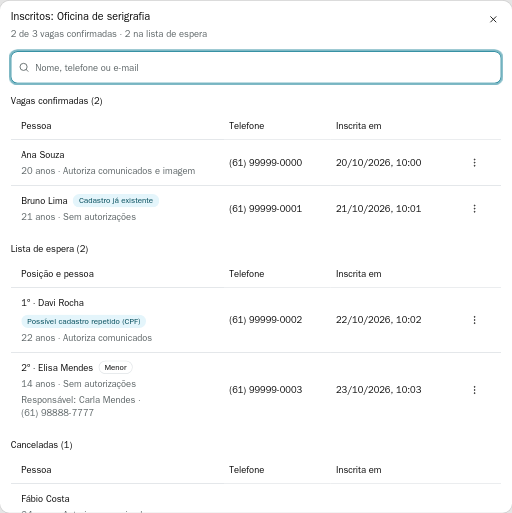 Inscritos: Oficina de serigrafia
2 de 3 vagas confirmadas · 2 na lista de espera
Nome, telefone ou e-mail
Vagas confirmadas (2)
Pessoa Telefone Inscrita em
Ana Souza
20 anos · Autoriza comunicados e imagem
(61) 99999-0000 20/10/2026, 10:00
Bruno Lima Cadastro já existente
21 anos · Sem autorizações
(61) 99999-0001 21/10/2026, 10:01
Lista de espera (2)
Posição e pessoa Telefone Inscrita em
1º · Davi Rocha
Possível cadastro repetido (CPF)
22 anos · Autoriza comunicados
(61) 99999-0002 22/10/2026, 10:02
2º · Elisa Mendes Menor
14 anos · Sem autorizações
Responsável: Carla Mendes ·
(61) 98888-7777
(61) 99999-0003 23/10/2026, 10:03
Canceladas (1)
Pessoa Telefone Inscrita em
Fábio Costa